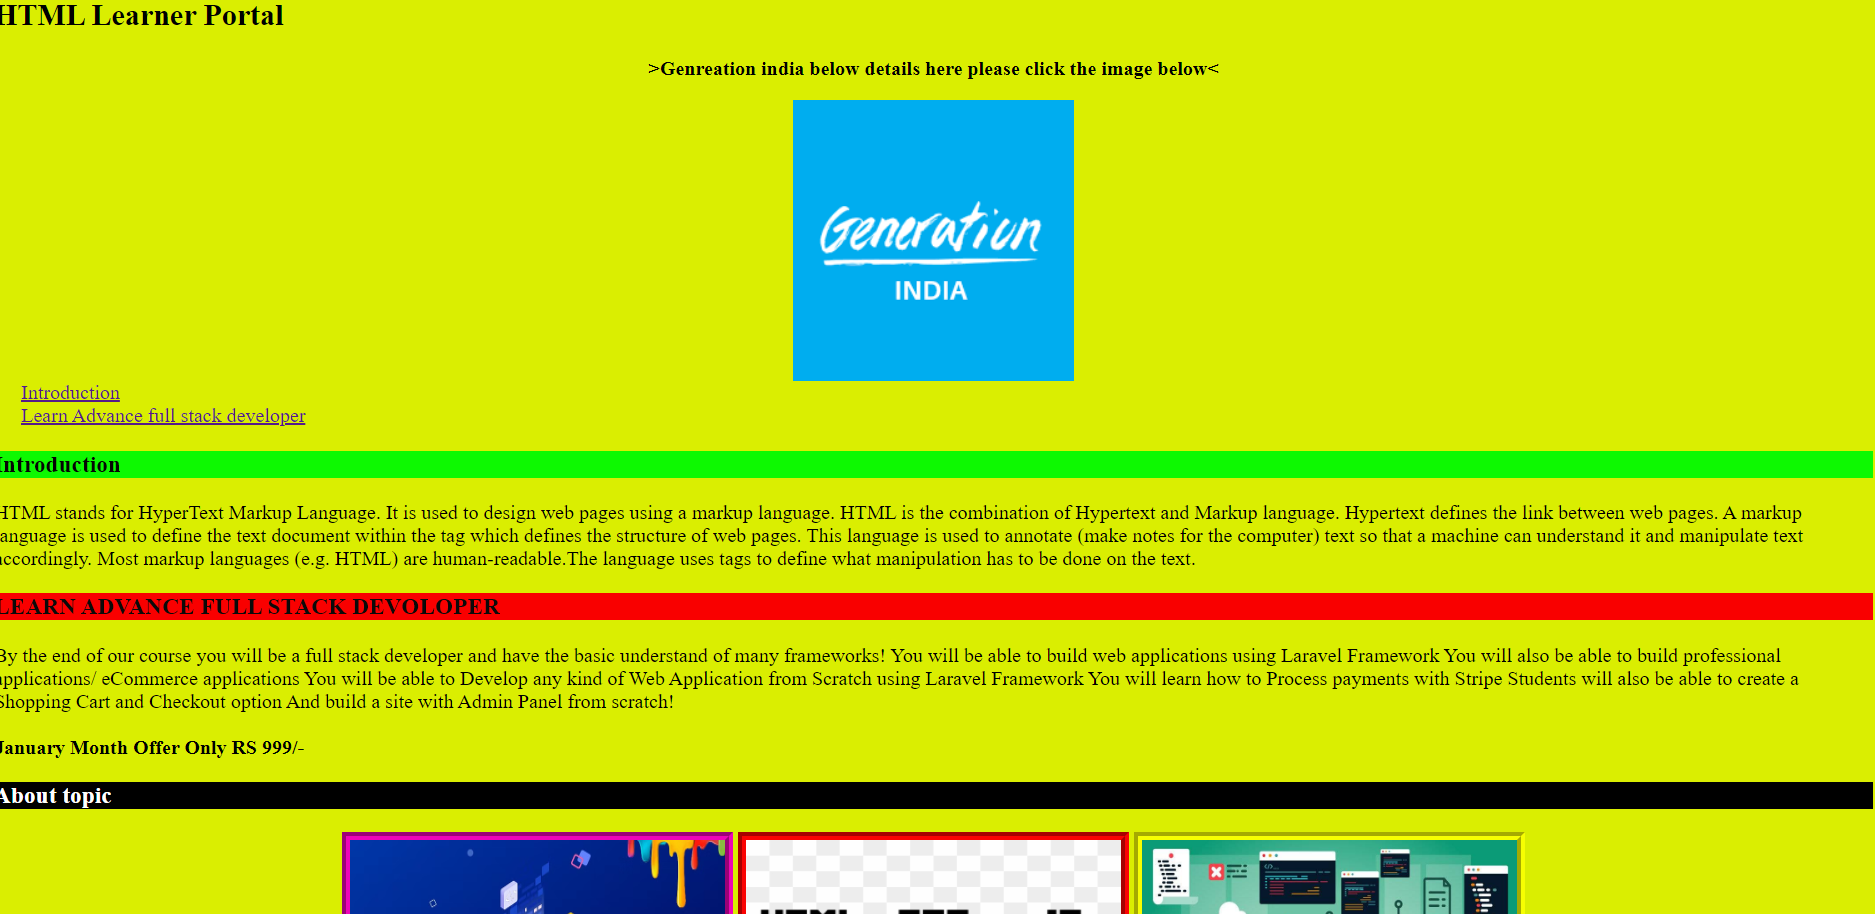 HTML Learner Portal
>Genreation india below details here please click the image below<
Generation
INDIA
Introduction
Learn Advance full stack developer
Introduction
HTML stands for HyperText Markup Language. It is used to design web pages using a markup language. HTML is the combination of Hypertext and Markup language. Hypertext defines the link between web pages. A markup
language is used to define the text document within the tag which defines the structure of web pages. This language is used to annotate (make notes for the computer) text so that a machine can understand it and manipulate text
accordingly. Most markup languages (e.g. HTML) are human-readable.The language uses tags to define what manipulation has to be done on the text.
LEARN ADVANCE FULL STACK DEVOLOPER
By the end of our course you will be a full stack developer and have the basic understand of many frameworks! You will be able to build web applications using Laravel Framework You will also be able to build professional
applications/ eCommerce applications You will be able to Develop any kind of Web Application from Scratch using Laravel Framework You will learn how to Process payments with Stripe Students will also be able to create a
Shopping Cart and Checkout option And build a site with Admin Panel from scratch!
January Month Offer Only RS 999/-
About topic